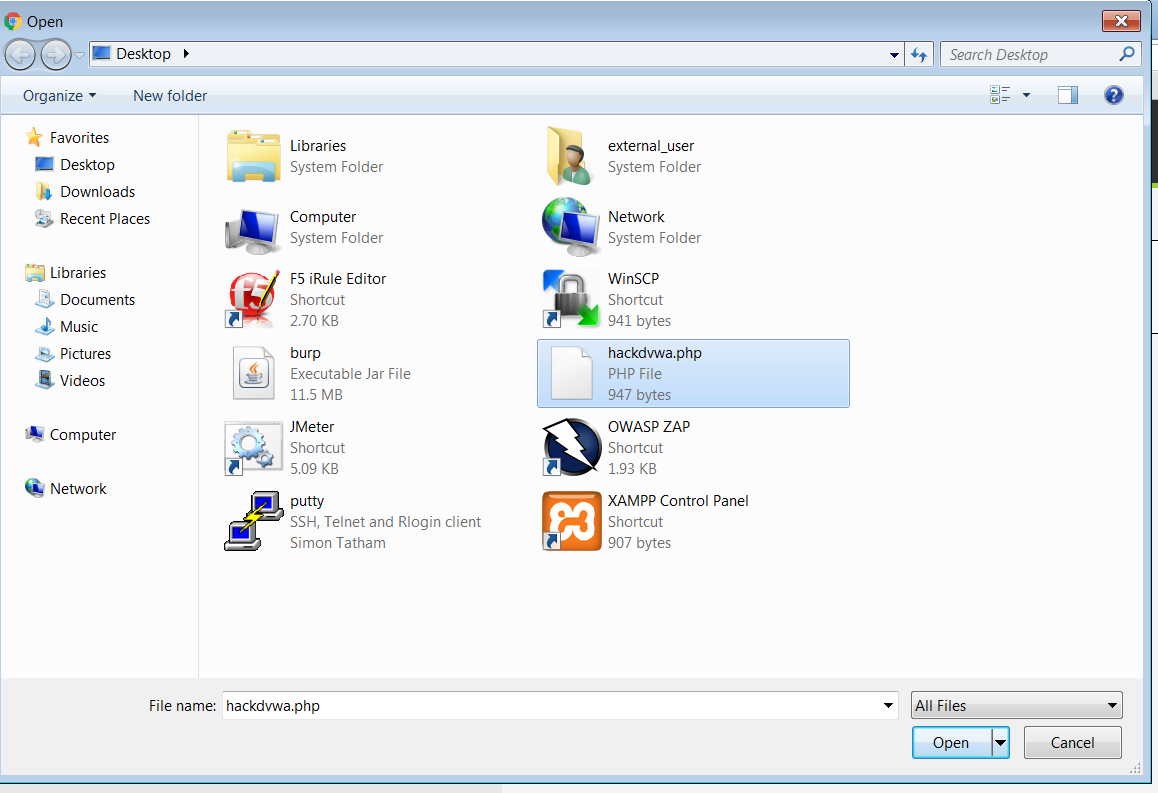 Open
Desktop
Search Desktop
Organize
New folder
Favorites
Desktop
Downloads
Recent Places
Libraries
Documents
Music
Pictures
Videos
Computer
Network
Libraries
System Folder
external_user
System Folder
Computer
System Folder
Network
System Folder
F5 iRule Editor
Shortcut
2.70 KB
WinSCP
Shortcut
941 bytes
burp
Executable Jar File
11.5 MB
hackdvwa.php
PHP File
947 bytes
JMeter
Shortcut
5.09 KB
OWASP ZAP
Shortcut
1.93 KB
putty
SSH, Telnet and Rlogin client
Simon Tatham
XAMPP Control Panel
Shortcut
907 bytes
File name: hackdvwa.php
All Files
Open
Cancel